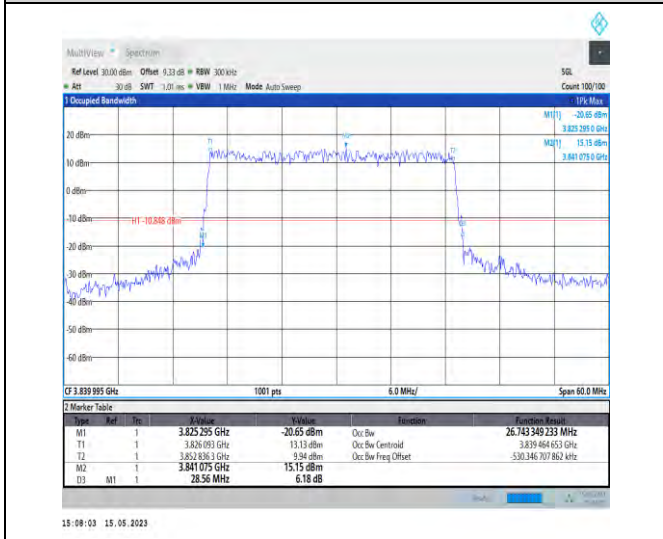 MultiView Spectrum
Ref Level 30.00 dBm Offset 9.33 dB RBW 300 kHz SGL
Att 30 dB SWT 1.01 ms VBW 1 MHz Mode Auto Sweep Count 100/100
1 Occupied Bandwidth 1Pk Max
M1[1] -20.65 dBm
3.825 295 0 GHz
M2[1] 15.15 dBm
3.841 075 0 GHz
20 dBm
10 dBm
0 dBm
-10 dBm
H1 -10.848 dBm
-20 dBm
-30 dBm
-40 dBm
-50 dBm
-60 dBm
T1
T2
CF 3.839 995 GHz 1001 pts 6.0 MHz/ Span 60.0 MHz
2 Marker Table
Type Ref Trc X-Value Y-Value Function Function Result
M1 1 3.825 295 GHz -20.65 dBm Occ Bw 26.743 349 233 MHz
T1 1 3.826 093 GHz 13.13 dBm Occ Bw Centroid 3.839 464 653 GHz
T2 1 3.852 836 3 GHz 9.94 dBm Occ Bw Freq Offset -530.346 707 862 kHz
M2 1 3.841 075 GHz 15.15 dBm
D3 M1 1 28.56 MHz 6.18 dB
15:08:03 15.05.2023